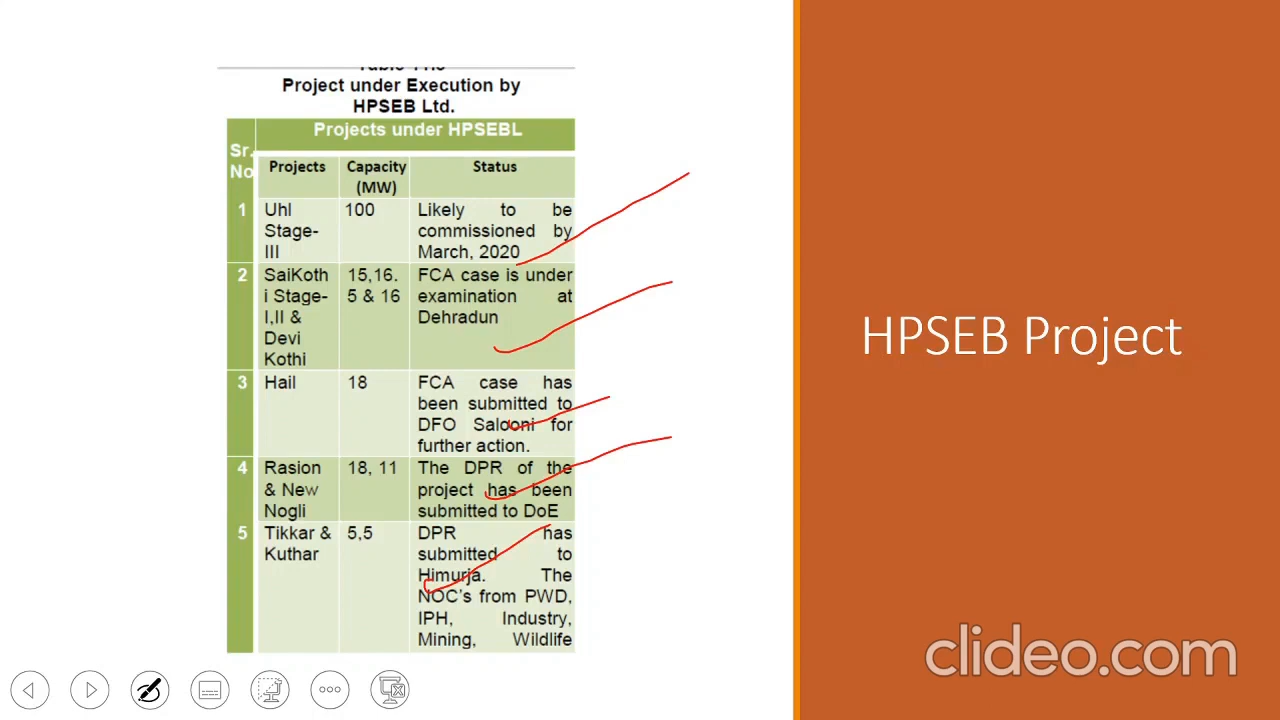 Project under Execution by
HPSEB Ltd.
Projects under HPSEBL
Sr.
No
Projects
Capacity
(MW)
Status
1
Uhl
Stage-
III
100
Likely to be
commissioned by
March, 2020
2
SaiKoth
i Stage-
I,II &
Devi
Kothi
15,16.
5 & 16
FCA case is under
examination at
Dehradun
3
Hail
18
FCA case has
been submitted to
DFO Salooni for
further action.
4
Rasion
& New
Nogli
18, 11
The DPR of the
project has been
submitted to DoE
5
Tikkar &
Kuthar
5,5
DPR has
submitted to
Himurja. The
NOC's from PWD,
IPH, Industry,
Mining, Wildlife
HPSEB Project
clideo.com